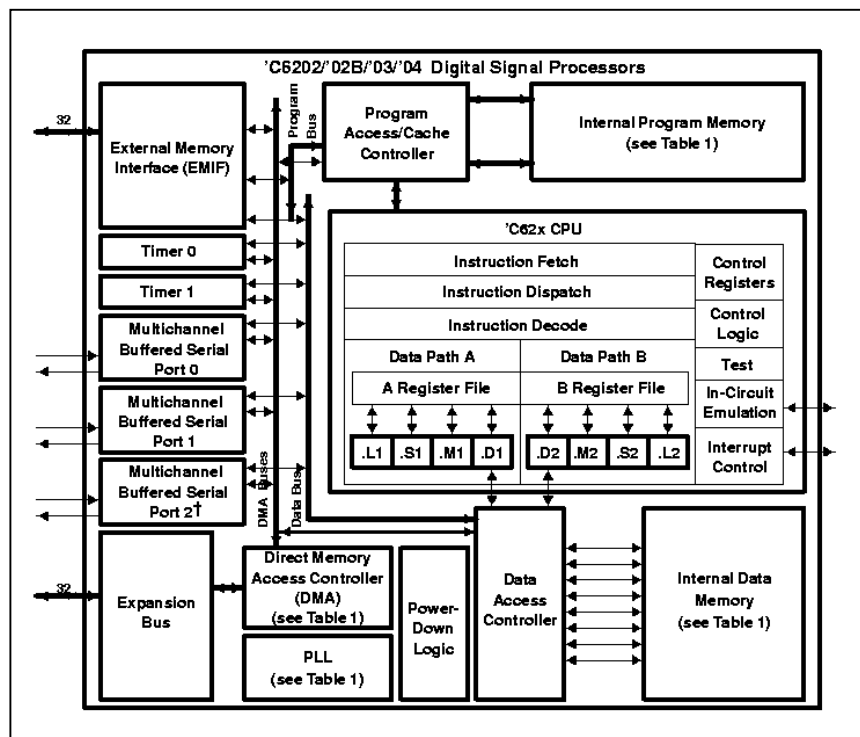 'C6202/'02B/'03/'04 Digital Signal Processors
32
External Memory
Interface (EMIF)
Program
Bus
Program
Access/Cache
Controller
Internal Program Memory
(see Table 1)
Timer 0
Timer 1
Multichannel
Buffered Serial
Port 0
Multichannel
Buffered Serial
Port 1
Multichannel
Buffered Serial
Port 2†
DMA Buses
Data Bus
'C62x CPU
Instruction Fetch
Instruction Dispatch
Instruction Decode
Data Path A
Data Path B
A Register File
B Register File
.L1 .S1 .M1 .D1
.D2 .M2 .S2 .L2
Control
Registers
Control
Logic
Test
In-Circuit
Emulation
Interrupt
Control
32
Expansion
Bus
Direct Memory
Access Controller
(DMA)
(see Table 1)
PLL
(see Table 1)
Power-
Down
Logic
Data
Access
Controller
Internal Data
Memory
(see Table 1)